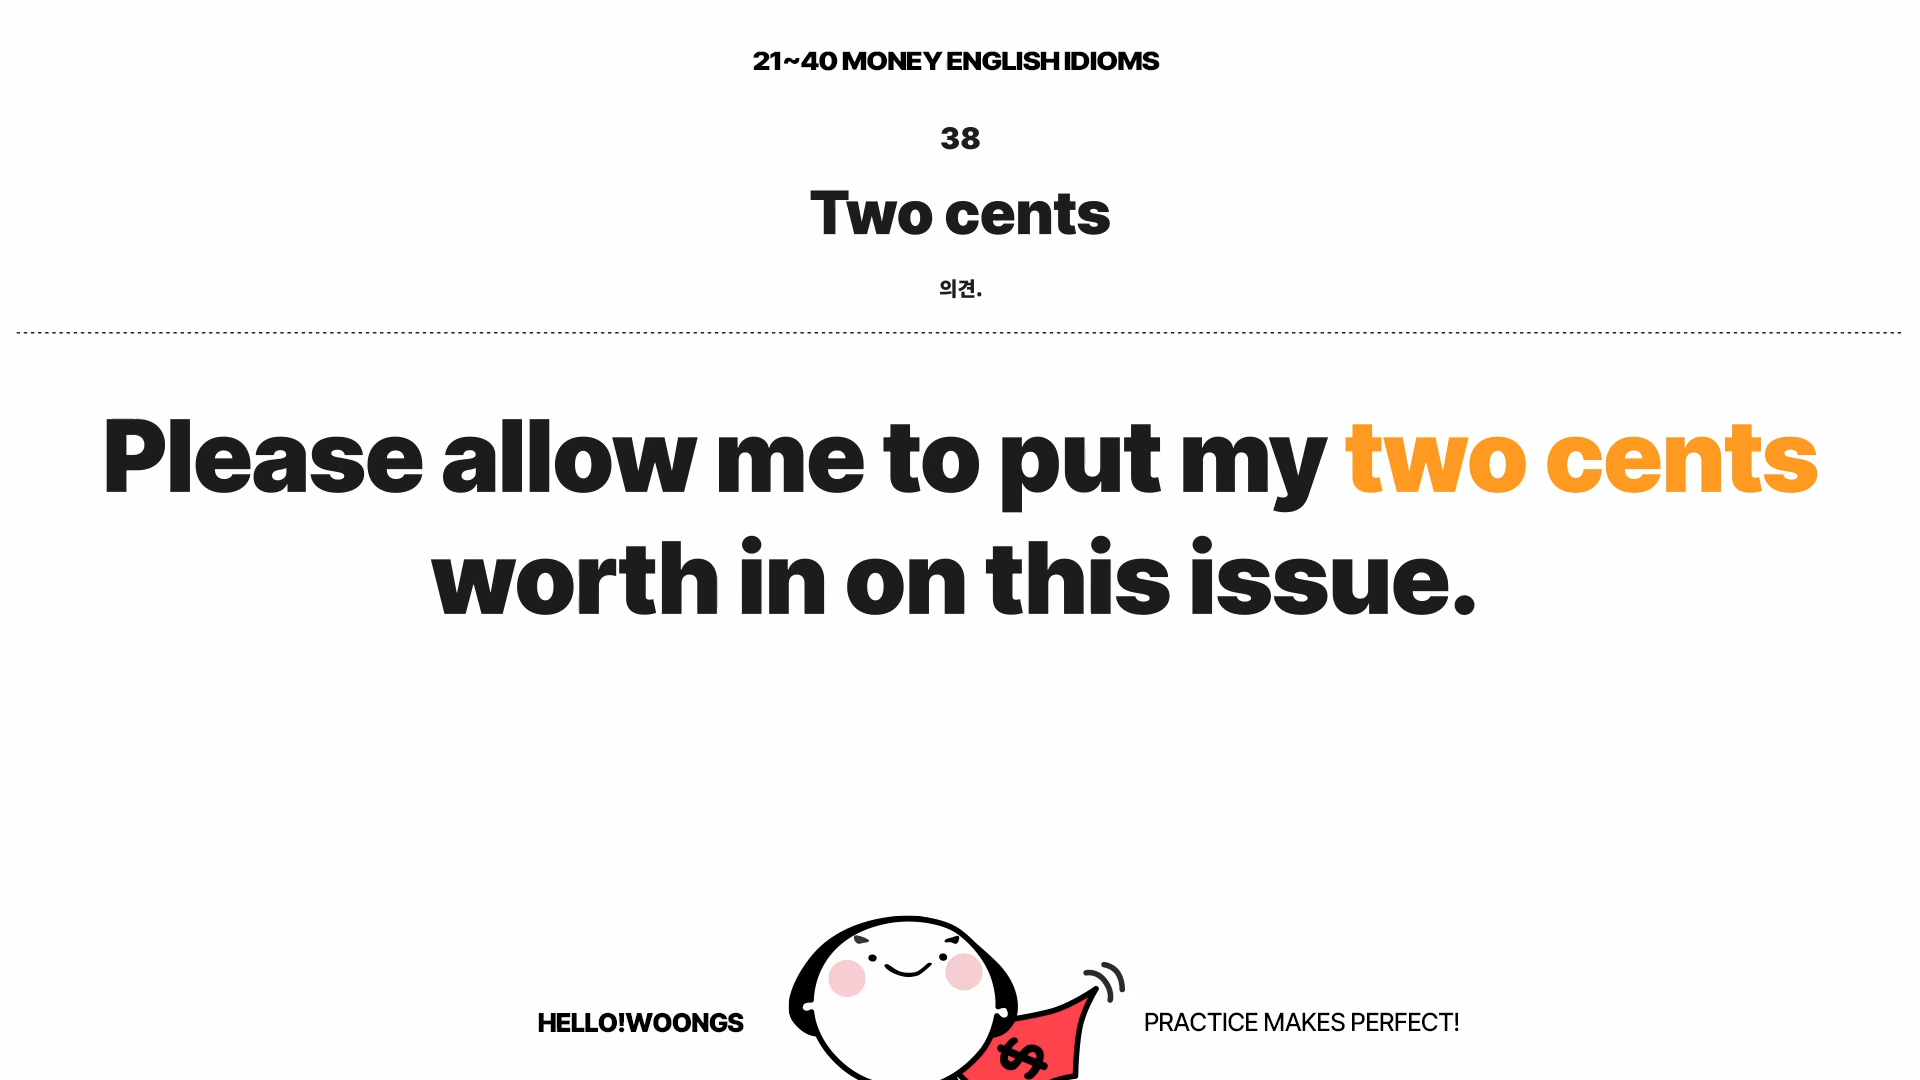 21~40 MONEY ENGLISH IDIOMS
38
Two cents
의견.
Please allow me to put my two cents
worth in on this issue.
HELLO!WOONGS
$
PRACTICE MAKES PERFECT!